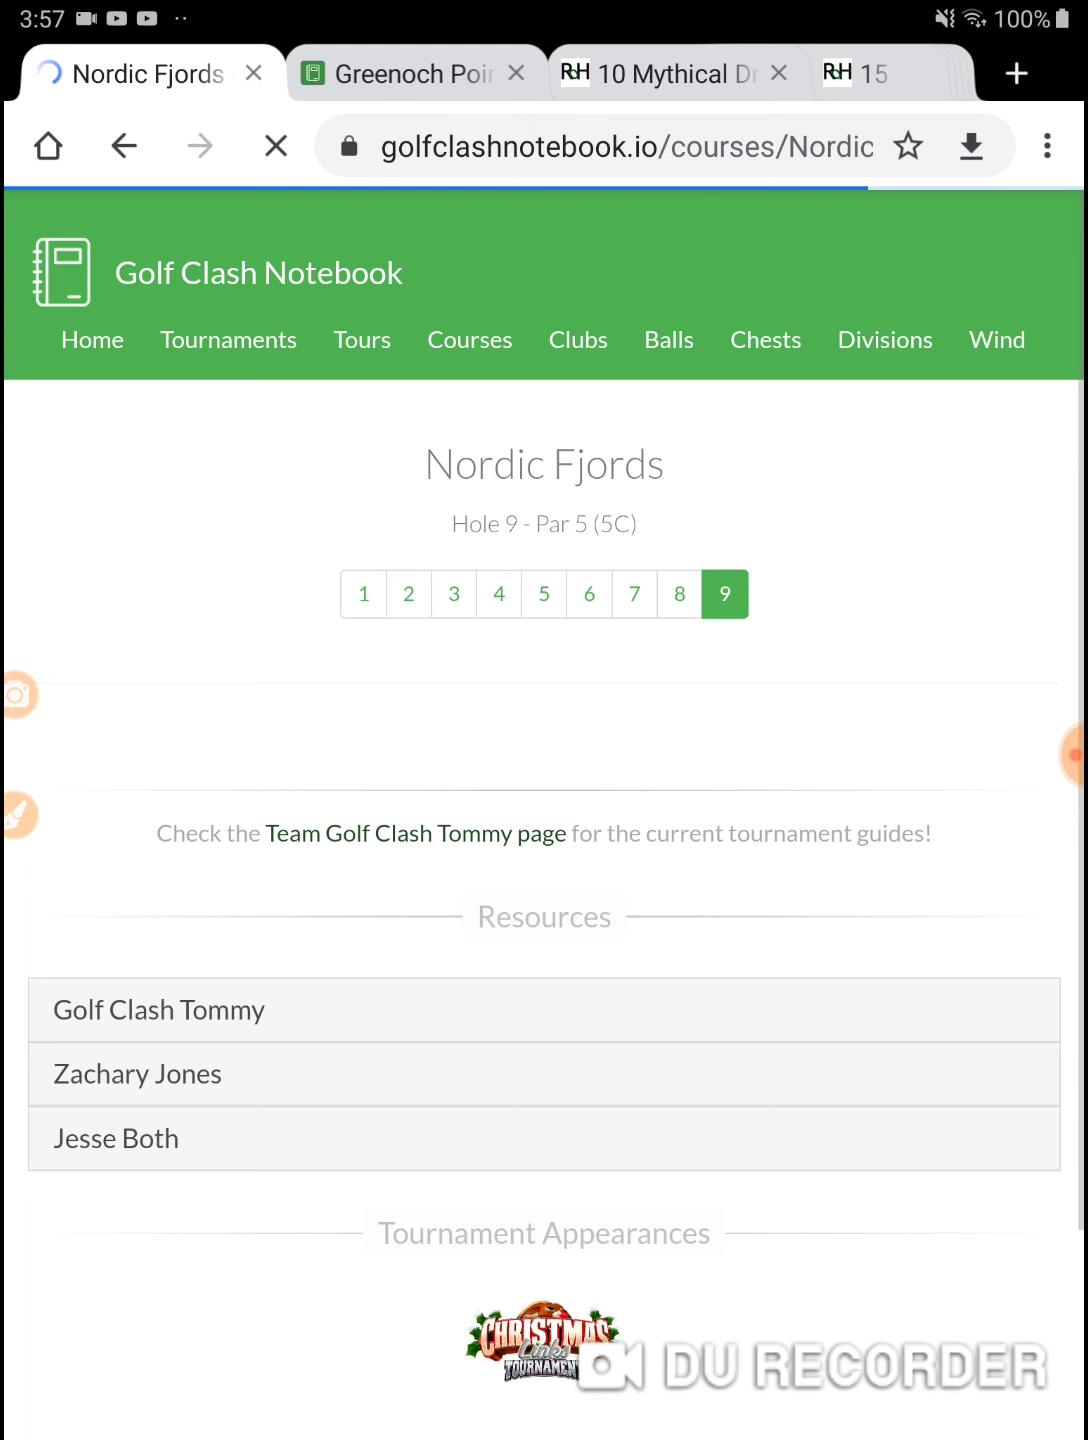 3:57
100%
Nordic Fjords
Greenoch Poin
10 Mythical Dr
15
golfclashnotebook.io/courses/Nordic
Golf Clash Notebook
Home Tournaments Tours Courses Clubs Balls Chests Divisions Wind
Nordic Fjords
Hole 9 - Par 5 (5C)
1 2 3 4 5 6 7 8 9
Check the Team Golf Clash Tommy page for the current tournament guides!
Resources
Golf Clash Tommy
Zachary Jones
Jesse Both
Tournament Appearances
CHRISTMAS
Links
TOURNAMENT
DU RECORDER